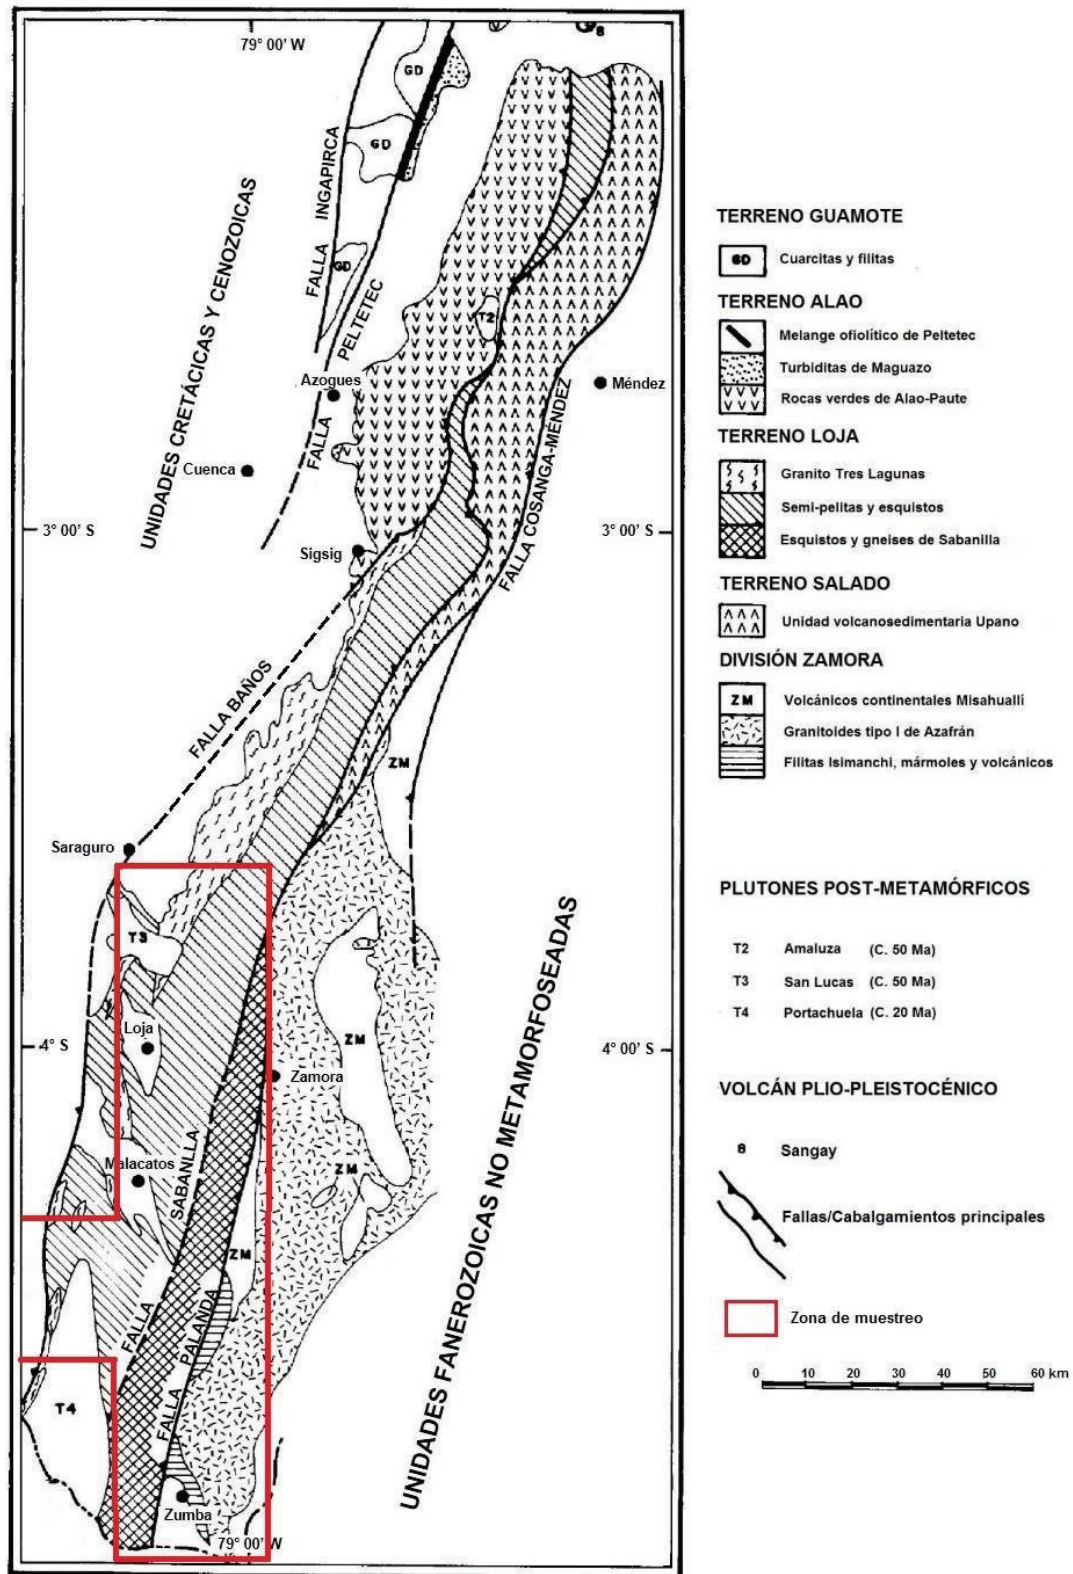 79° 00' W
8
GD
GD
GD
FALLA INGAPIRCA
FALLA PELTETEC
UNIDADES CRETÁCICAS Y CENOZOICAS
T2
Azogues
Méndez
Cuenca
3° 00' S
3° 00' S
Sigsig
FALLA COSANGA-MÉNDEZ
FALLA BAÑOS
ZM
Saraguro
T3
Loja
4° S
4° 00' S
ZM
Zamora
Malacatos
ZM
FALLA SABANLLA
ZM
FALLA PALANDA
UNIDADES FANEROZOICAS NO METAMORFOSEADAS
T4
Zumba
79° 00' W
TERRENO GUAMOTE
GD Cuarcitas y filitas
TERRENO ALAO
Melange ofiolítico de Peltetec
Turbiditas de Maguazo
Rocas verdes de Alao-Paute
TERRENO LOJA
Granito Tres Lagunas
Semi-pelitas y esquistos
Esquistos y gneises de Sabanilla
TERRENO SALADO
Unidad volcanosedimentaria Upano
DIVISIÓN ZAMORA
ZM Volcánicos continentales Misahuallí
Granitoides tipo I de Azafrán
Filitas Isimanchi, mármoles y volcánicos
PLUTONES POST-METAMÓRFICOS
T2 Amaluza (C. 50 Ma)
T3 San Lucas (C. 50 Ma)
T4 Portachuela (C. 20 Ma)
VOLCÁN PLIO-PLEISTOCÉNICO
8 Sangay
Fallas/Cabalgamientos principales
Zona de muestreo
0 10 20 30 40 50 60 km